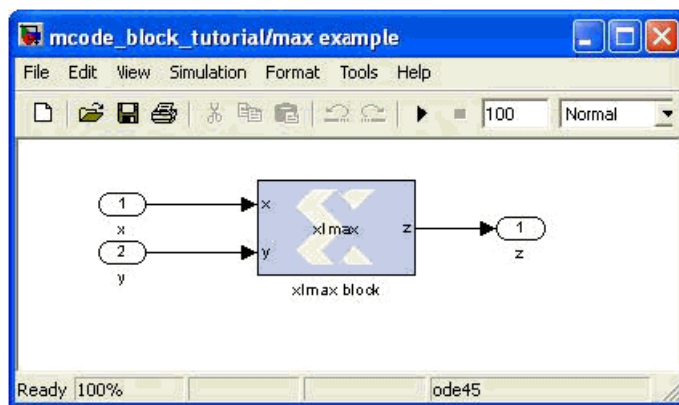 mcode_block_tutorial/max example
File Edit View Simulation Format Tools Help
100 Normal
1
x
2
y
x
y
xlmax
z
xlmax block
1
z
Ready 100% ode45